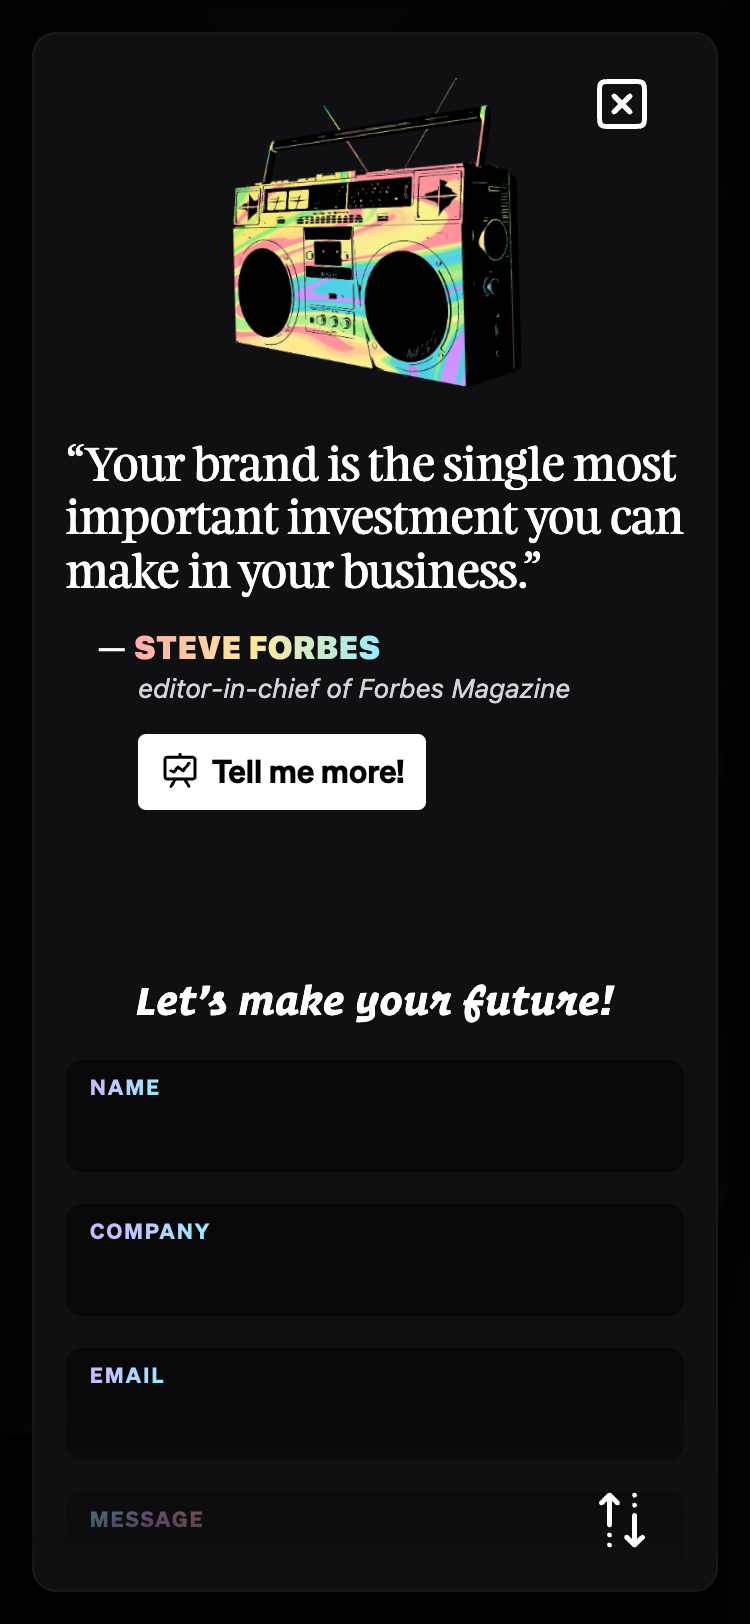 “Your brand is the single most
important investment you can
make in your business.”
— STEVE FORBES
editor-in-chief of Forbes Magazine
Tell me more!
Let’s make your future!
NAME
COMPANY
EMAIL
MESSAGE